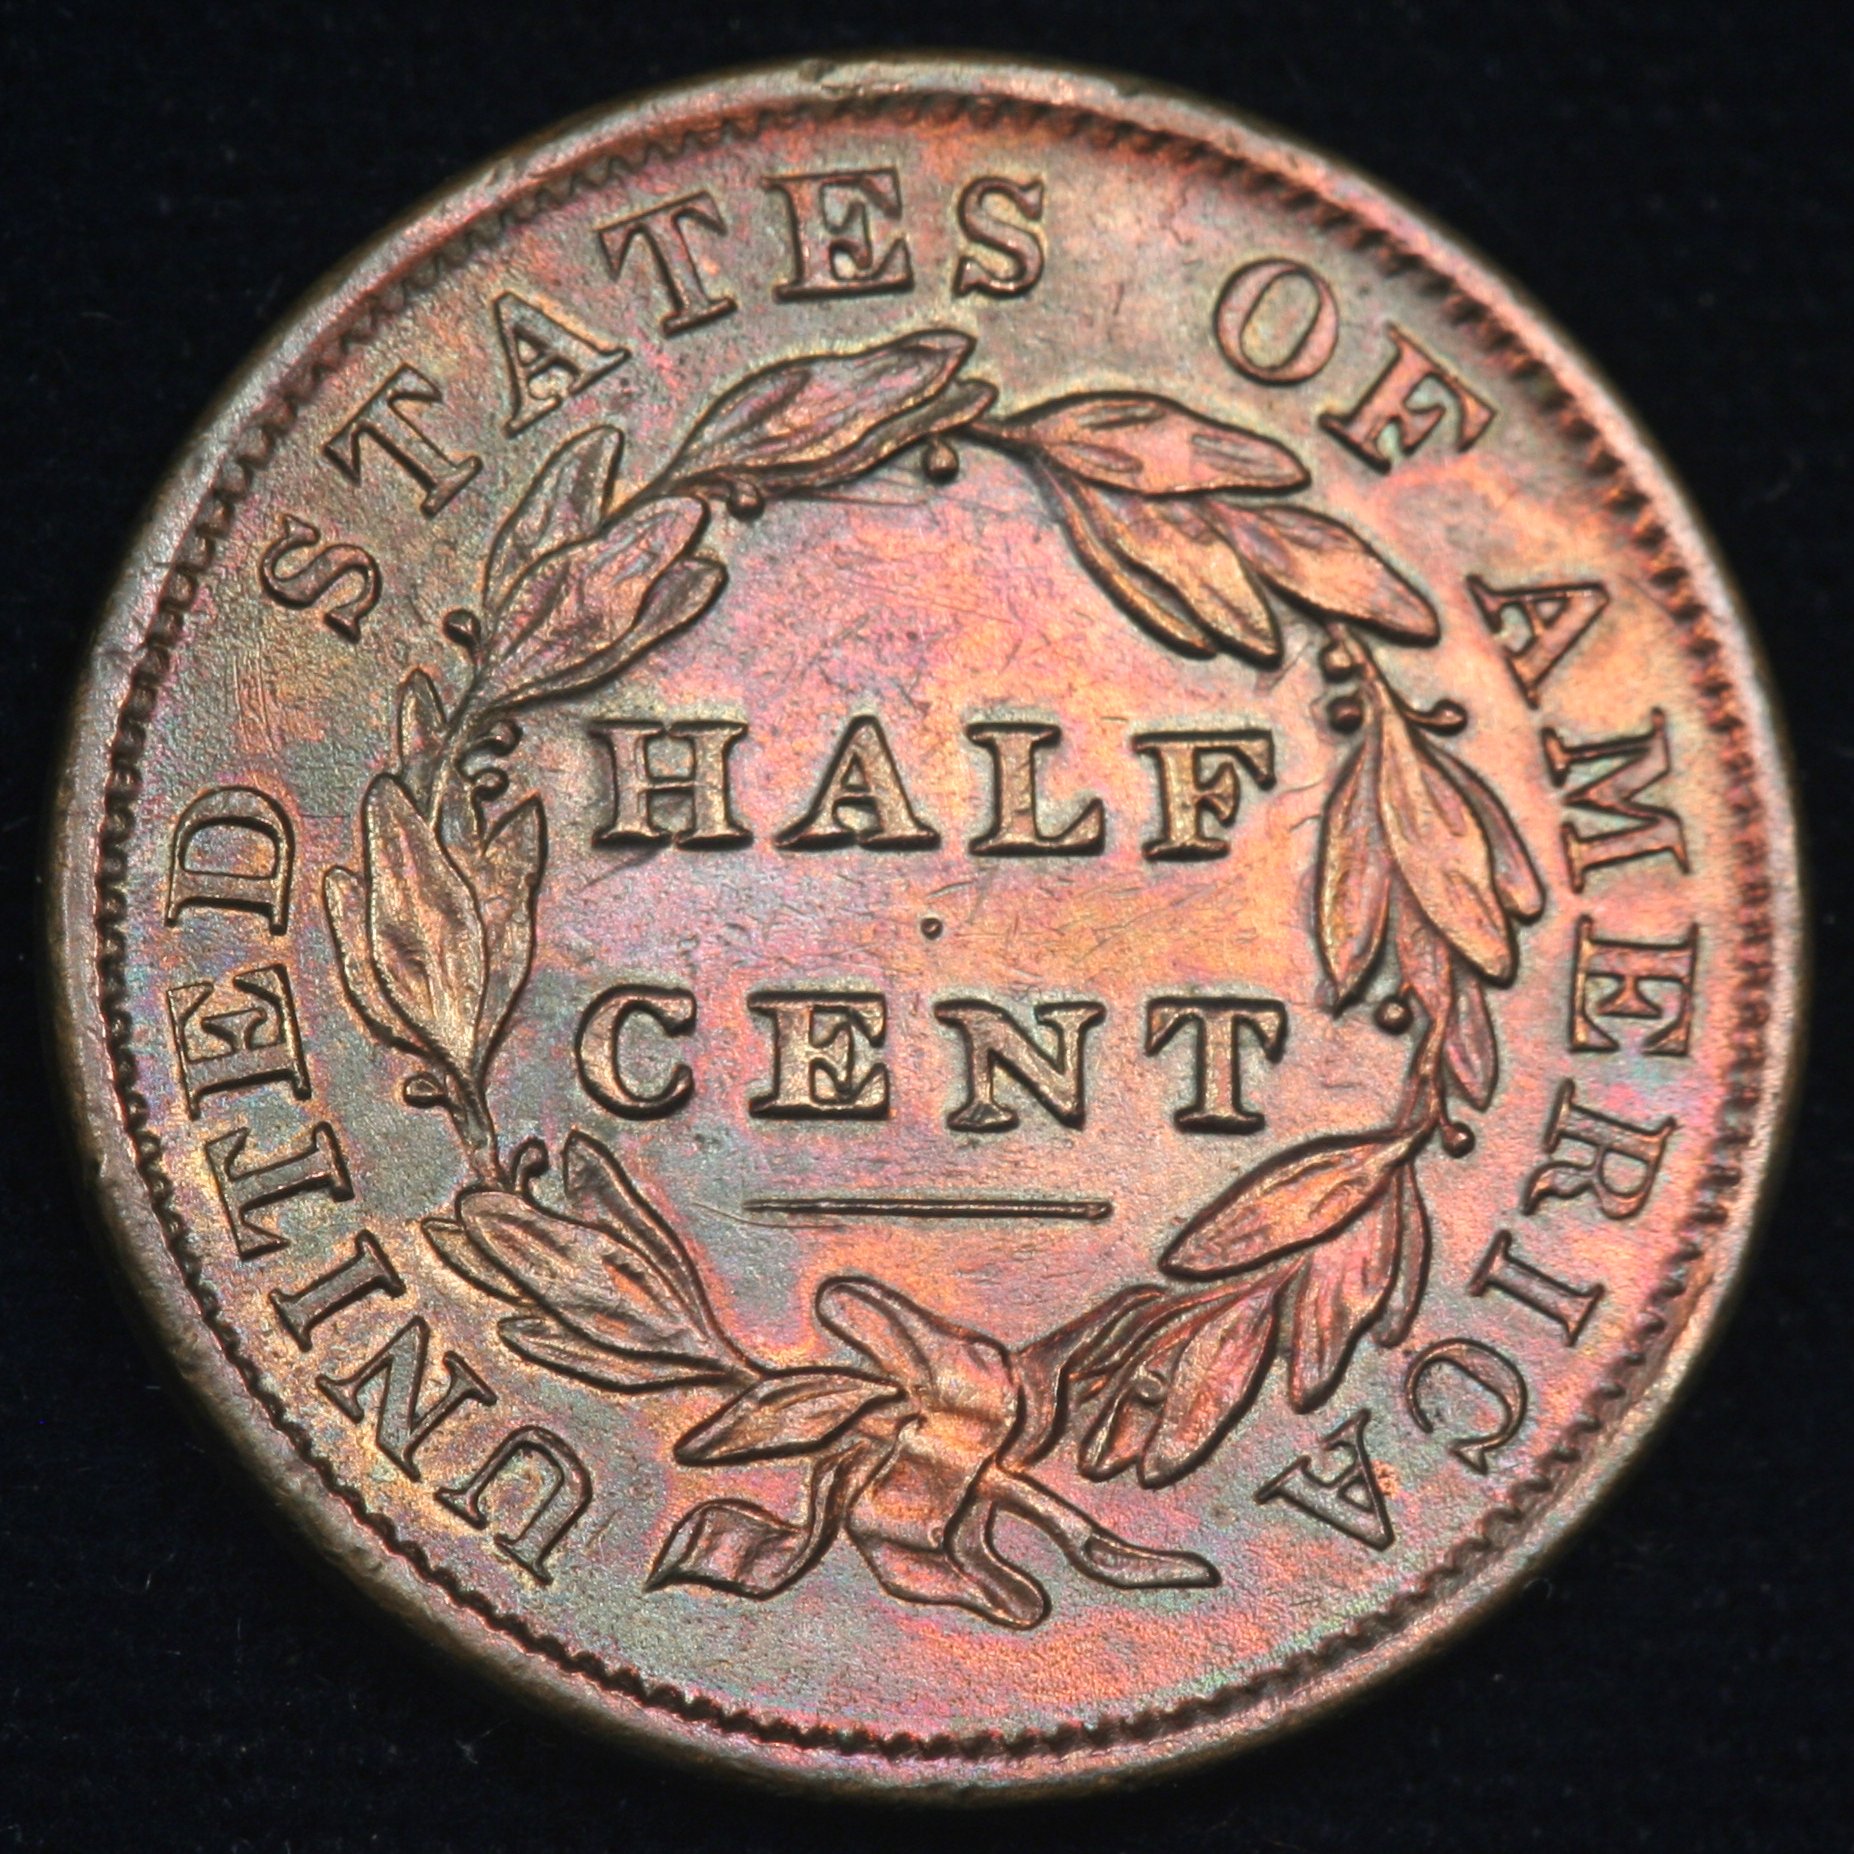 UNITED STATES OF AMERICA
HALF
CENT